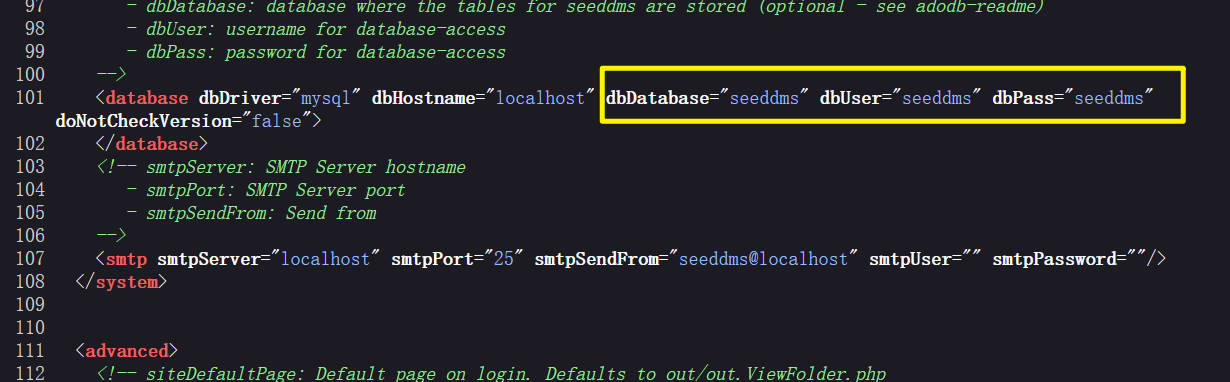 97 - dbDatabase: database where the tables for seeddms are stored (optional - see adodb-readme)
98 - dbUser: username for database-access
99 - dbPass: password for database-access
100 -->
101 <database dbDriver="mysql" dbHostname="localhost" dbDatabase="seeddms" dbUser="seeddms" dbPass="seeddms"
doNotCheckVersion="false">
102 </database>
103 <!-- smtpServer: SMTP Server hostname
104 - smtpPort: SMTP Server port
105 - smtpSendFrom: Send from
106 -->
107 <smtp smtpServer="localhost" smtpPort="25" smtpSendFrom="seeddms@localhost" smtpUser="" smtpPassword=""/>
108 </system>
109
110
111 <advanced>
112 <!-- siteDefaultPage: Default page on login. Defaults to out/out.ViewFolder.php